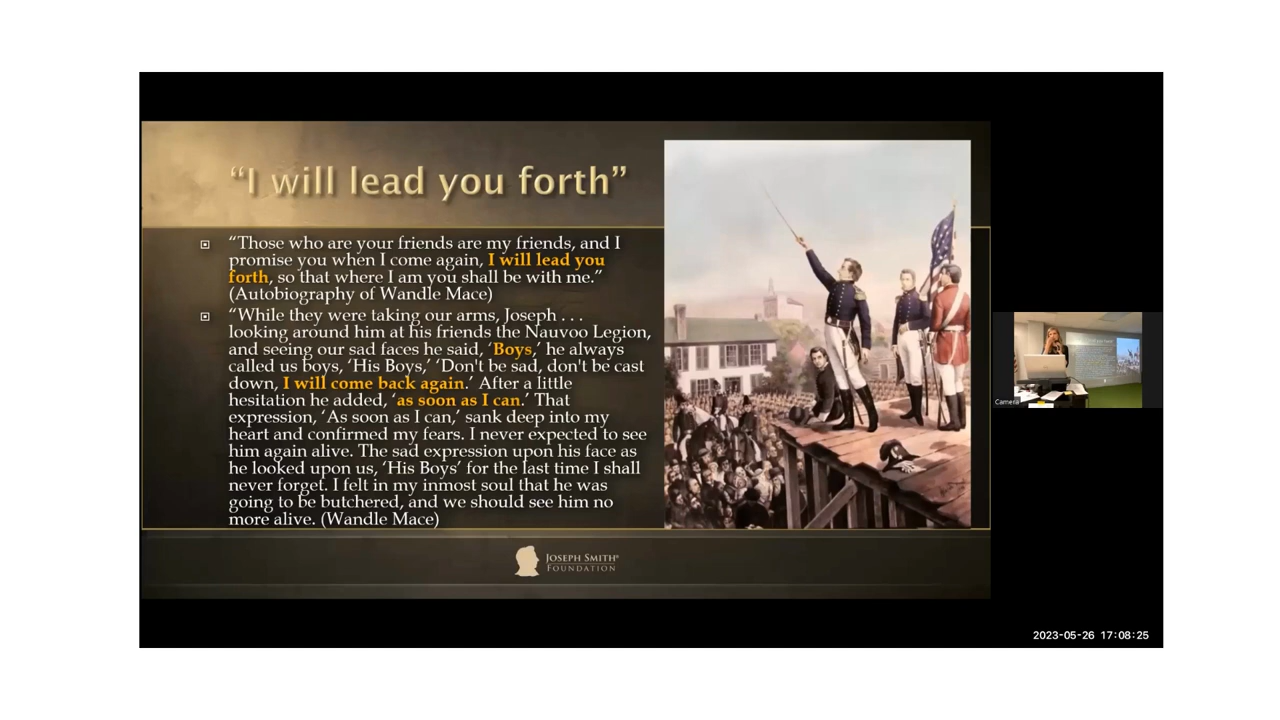 “I will lead you forth”
“Those who are your friends are my friends, and I
promise you when I come again, I will lead you
forth, so that where I am you shall be with me.”
(Autobiography of Wandle Mace)
“While they were taking our arms, Joseph . . .
looking around him at his friends the Nauvoo Legion,
and seeing our sad faces he said, ‘Boys,’ he always
called us boys, ‘His Boys,’ ‘Don't be sad, don't be cast
down, I will come back again.’ After a little
hesitation he added, ‘as soon as I can.’ That
expression, ‘As soon as I can,’ sank deep into my
heart and confirmed my fears. I never expected to see
him again alive. The sad expression upon his face as
he looked upon us, ‘His Boys’ for the last time I shall
never forget. I felt in my inmost soul that he was
going to be butchered, and we should see him no
more alive. (Wandle Mace)
JOSEPH SMITH®
FOUNDATION
Camera
2023-05-26 17:08:25